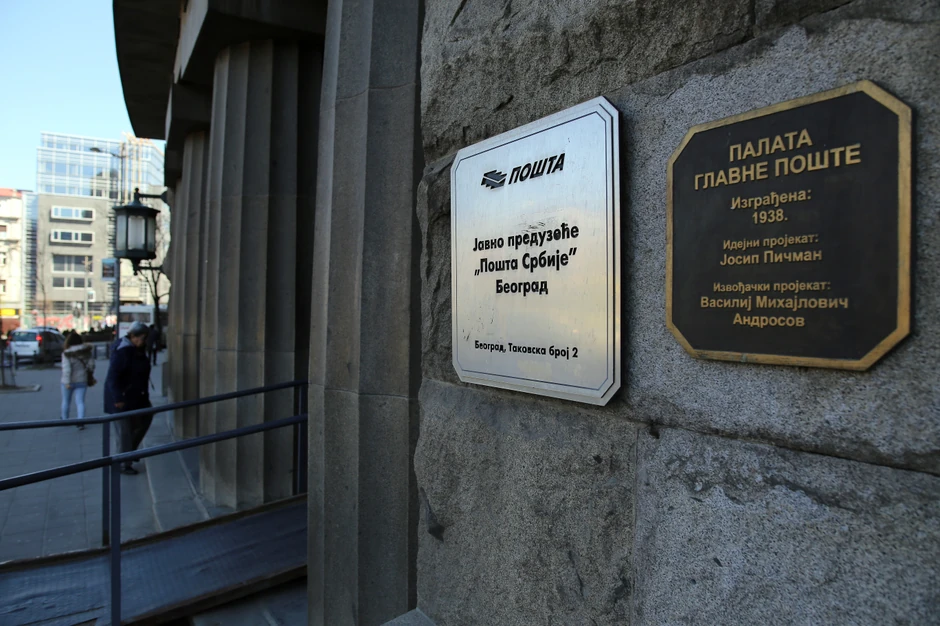 ПОШТА
Јавно предузеће
„Пошта Србије”
Београд
Београд, Таковска број 2
ПАЛАТА
ГЛАВНЕ ПОШТЕ
Изграђена:
1938.
Идејни пројекат:
Јосип Пичман
Извођачки пројекат:
Василиј Михајлович
Андросов